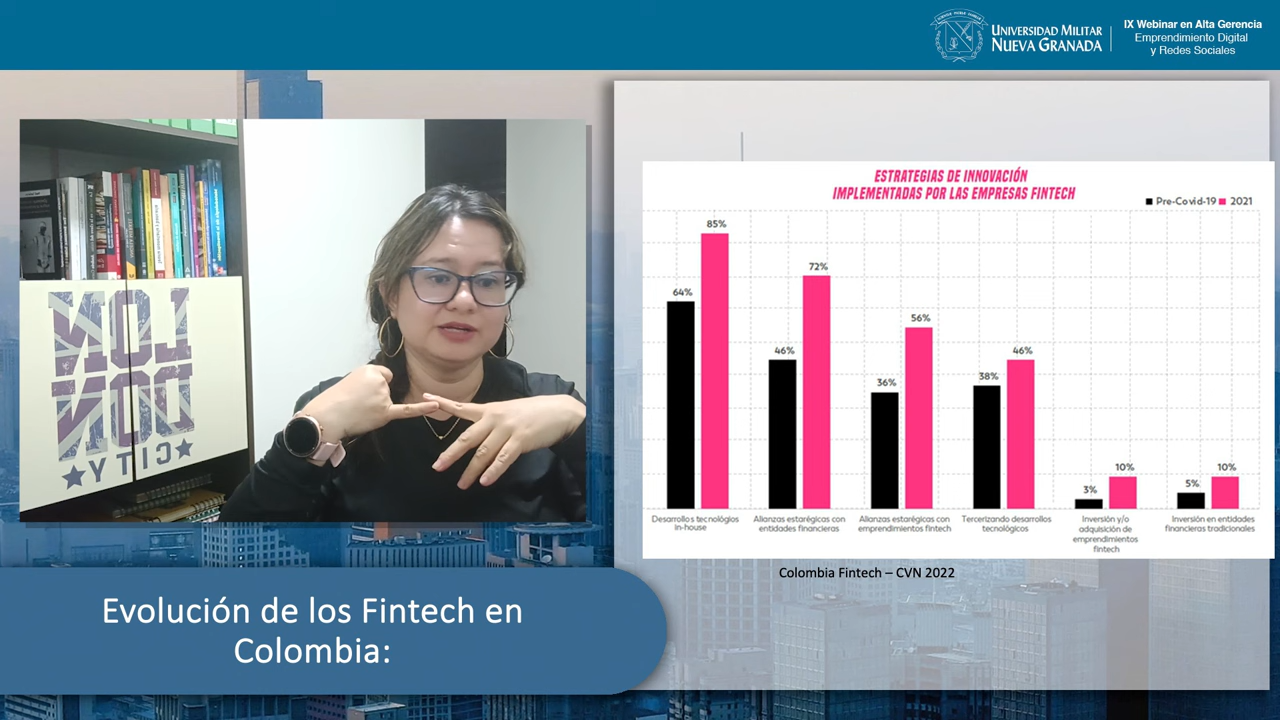 UNIVERSIDAD MILITAR
NUEVA GRANADA
IX Webinar en Alta Gerencia
Emprendimiento Digital
y Redes Sociales
LON
DON
CITY
ESTRATEGIAS DE INNOVACIÓN
IMPLEMENTADAS POR LAS EMPRESAS FINTECH
Pre-Covid-19 2021
85%
64%
72%
46%
56%
36%
46%
38%
10%
3%
10%
5%
Desarrollos tecnológios
in-house
Alianzas estarégicas con
entidades financieras
Alianzas estarégicas con
emprendimientos fintech
Tercerizando desarrollos
tecnológicos
Inversión y/o
adquisición de
emprendimientos
fintech
Inversión en entidades
financieras tradicionales
Colombia Fintech – CVN 2022
Evolución de los Fintech en
Colombia: